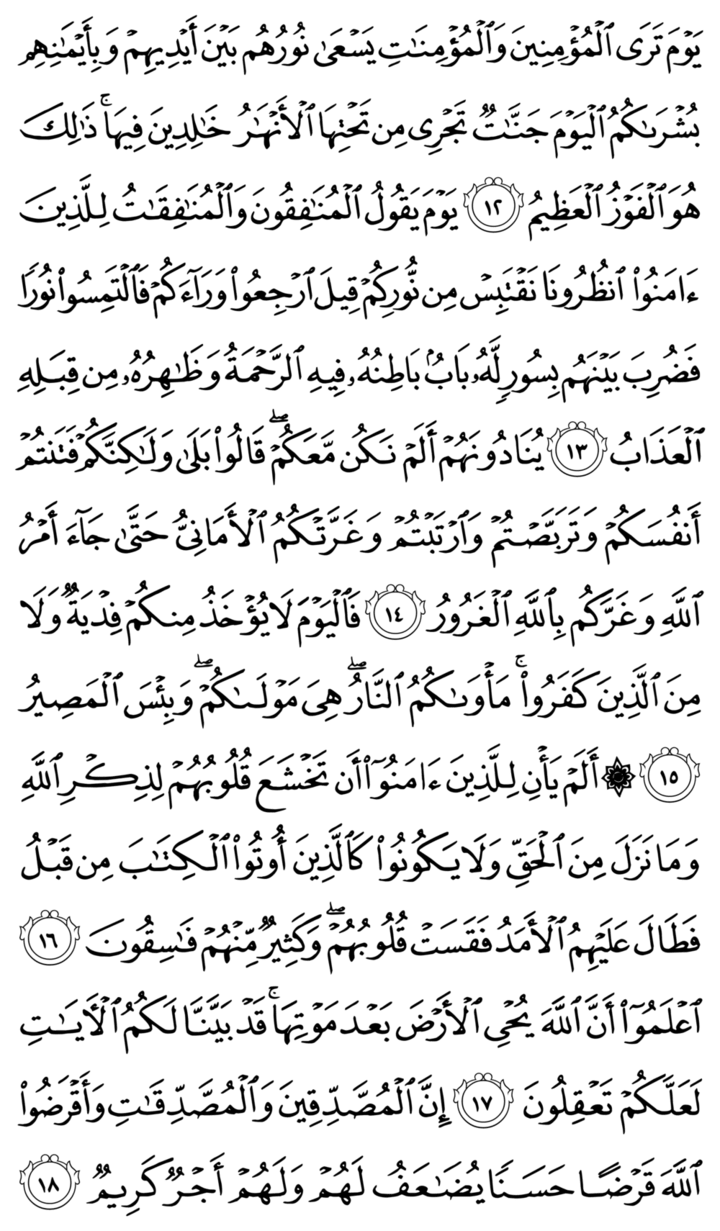 يَوْمَ تَرَى ٱلْمُؤْمِنِينَ وَٱلْمُؤْمِنَٰتِ يَسْعَىٰ نُورُهُم بَيْنَ أَيْدِيهِمْ وَبِأَيْمَٰنِهِم
بُشْرَىٰكُمُ ٱلْيَوْمَ جَنَّٰتٌ تَجْرِى مِن تَحْتِهَا ٱلْأَنْهَٰرُ خَٰلِدِينَ فِيهَا ۚ ذَٰلِكَ
هُوَ ٱلْفَوْزُ ٱلْعَظِيمُ ١٢ يَوْمَ يَقُولُ ٱلْمُنَٰفِقُونَ وَٱلْمُنَٰفِقَٰتُ لِلَّذِينَ
ءَامَنُوا۟ ٱنظُرُونَا نَقْتَبِسْ مِن نُّورِكُمْ قِيلَ ٱرْجِعُوا۟ وَرَآءَكُمْ فَٱلْتَمِسُوا۟ نُورًا
فَضُرِبَ بَيْنَهُم بِسُورٍ لَّهُۥ بَابٌۢ بَاطِنُهُۥ فِيهِ ٱلرَّحْمَةُ وَظَٰهِرُهُۥ مِن قِبَلِهِ
ٱلْعَذَابُ ١٣ يُنَادُونَهُمْ أَلَمْ نَكُن مَّعَكُمْ ۖ قَالُوا۟ بَلَىٰ وَلَٰكِنَّكُمْ فَتَنتُمْ
أَنفُسَكُمْ وَتَرَبَّصْتُمْ وَٱرْتَبْتُمْ وَغَرَّتْكُمُ ٱلْأَمَانِىُّ حَتَّىٰ جَآءَ أَمْرُ
ٱللَّهِ وَغَرَّكُم بِٱللَّهِ ٱلْغَرُورُ ١٤ فَٱلْيَوْمَ لَا يُؤْخَذُ مِنكُمْ فِدْيَةٌ وَلَا
مِنَ ٱلَّذِينَ كَفَرُوا۟ ۚ مَأْوَىٰكُمُ ٱلنَّارُ ۖ هِىَ مَوْلَىٰكُمْ ۖ وَبِئْسَ ٱلْمَصِيرُ
١٥ ۞ أَلَمْ يَأْنِ لِلَّذِينَ ءَامَنُوٓا۟ أَن تَخْشَعَ قُلُوبُهُمْ لِذِكْرِ ٱللَّهِ
وَمَا نَزَلَ مِنَ ٱلْحَقِّ وَلَا يَكُونُوا۟ كَٱلَّذِينَ أُوتُوا۟ ٱلْكِتَٰبَ مِن قَبْلُ
فَطَالَ عَلَيْهِمُ ٱلْأَمَدُ فَقَسَتْ قُلُوبُهُمْ ۖ وَكَثِيرٌ مِّنْهُمْ فَٰسِقُونَ ١٦
ٱعْلَمُوٓا۟ أَنَّ ٱللَّهَ يُحْىِ ٱلْأَرْضَ بَعْدَ مَوْتِهَا ۚ قَدْ بَيَّنَّا لَكُمُ ٱلْءَايَٰتِ
لَعَلَّكُمْ تَعْقِلُونَ ١٧ إِنَّ ٱلْمُصَّدِّقِينَ وَٱلْمُصَّدِّقَٰتِ وَأَقْرَضُوا۟
ٱللَّهَ قَرْضًا حَسَنًا يُضَٰعَفُ لَهُمْ وَلَهُمْ أَجْرٌ كَرِيمٌ ١٨